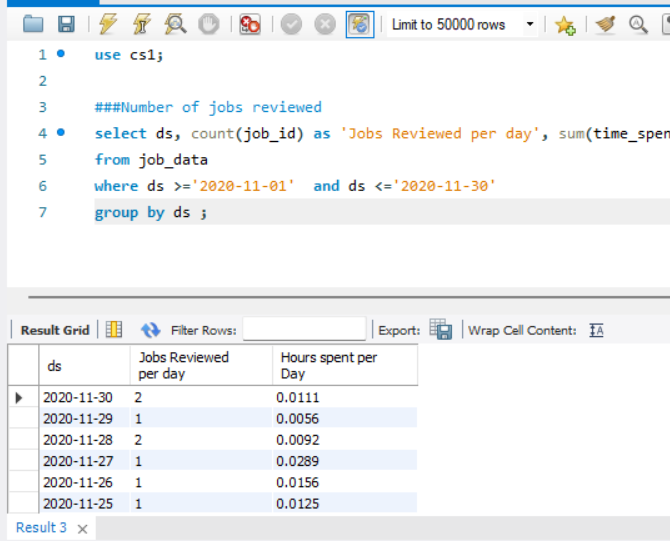 Limit to 50000 rows
1 use cs1;
2
3 ###Number of jobs reviewed
4 select ds, count(job_id) as 'Jobs Reviewed per day', sum(time_spen
5 from job_data
6 where ds >='2020-11-01' and ds <='2020-11-30'
7 group by ds ;
Result Grid Filter Rows: Export: Wrap Cell Content: IA
ds Jobs Reviewed per day Hours spent per Day
2020-11-30 2 0.0111
2020-11-29 1 0.0056
2020-11-28 2 0.0092
2020-11-27 1 0.0289
2020-11-26 1 0.0156
2020-11-25 1 0.0125
Result 3 ×